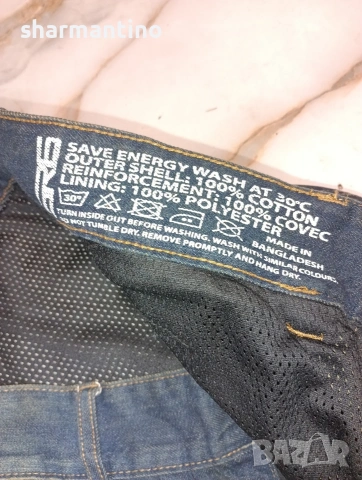 sharmantino
SAVE ENERGY WASH AT 30°C
OUTER SHELL: 100% COTTON
REINFORCEMENT: 100% COVEC
LINING: 100% POLYESTER
30°
MADE IN
BANGLADESH
TURN INSIDE OUT BEFORE WASHING. WASH WITH SIMILAR COLOURS.
DO NOT TUMBLE DRY. REMOVE PROMPTLY AND HANG DRY.
BAZAR